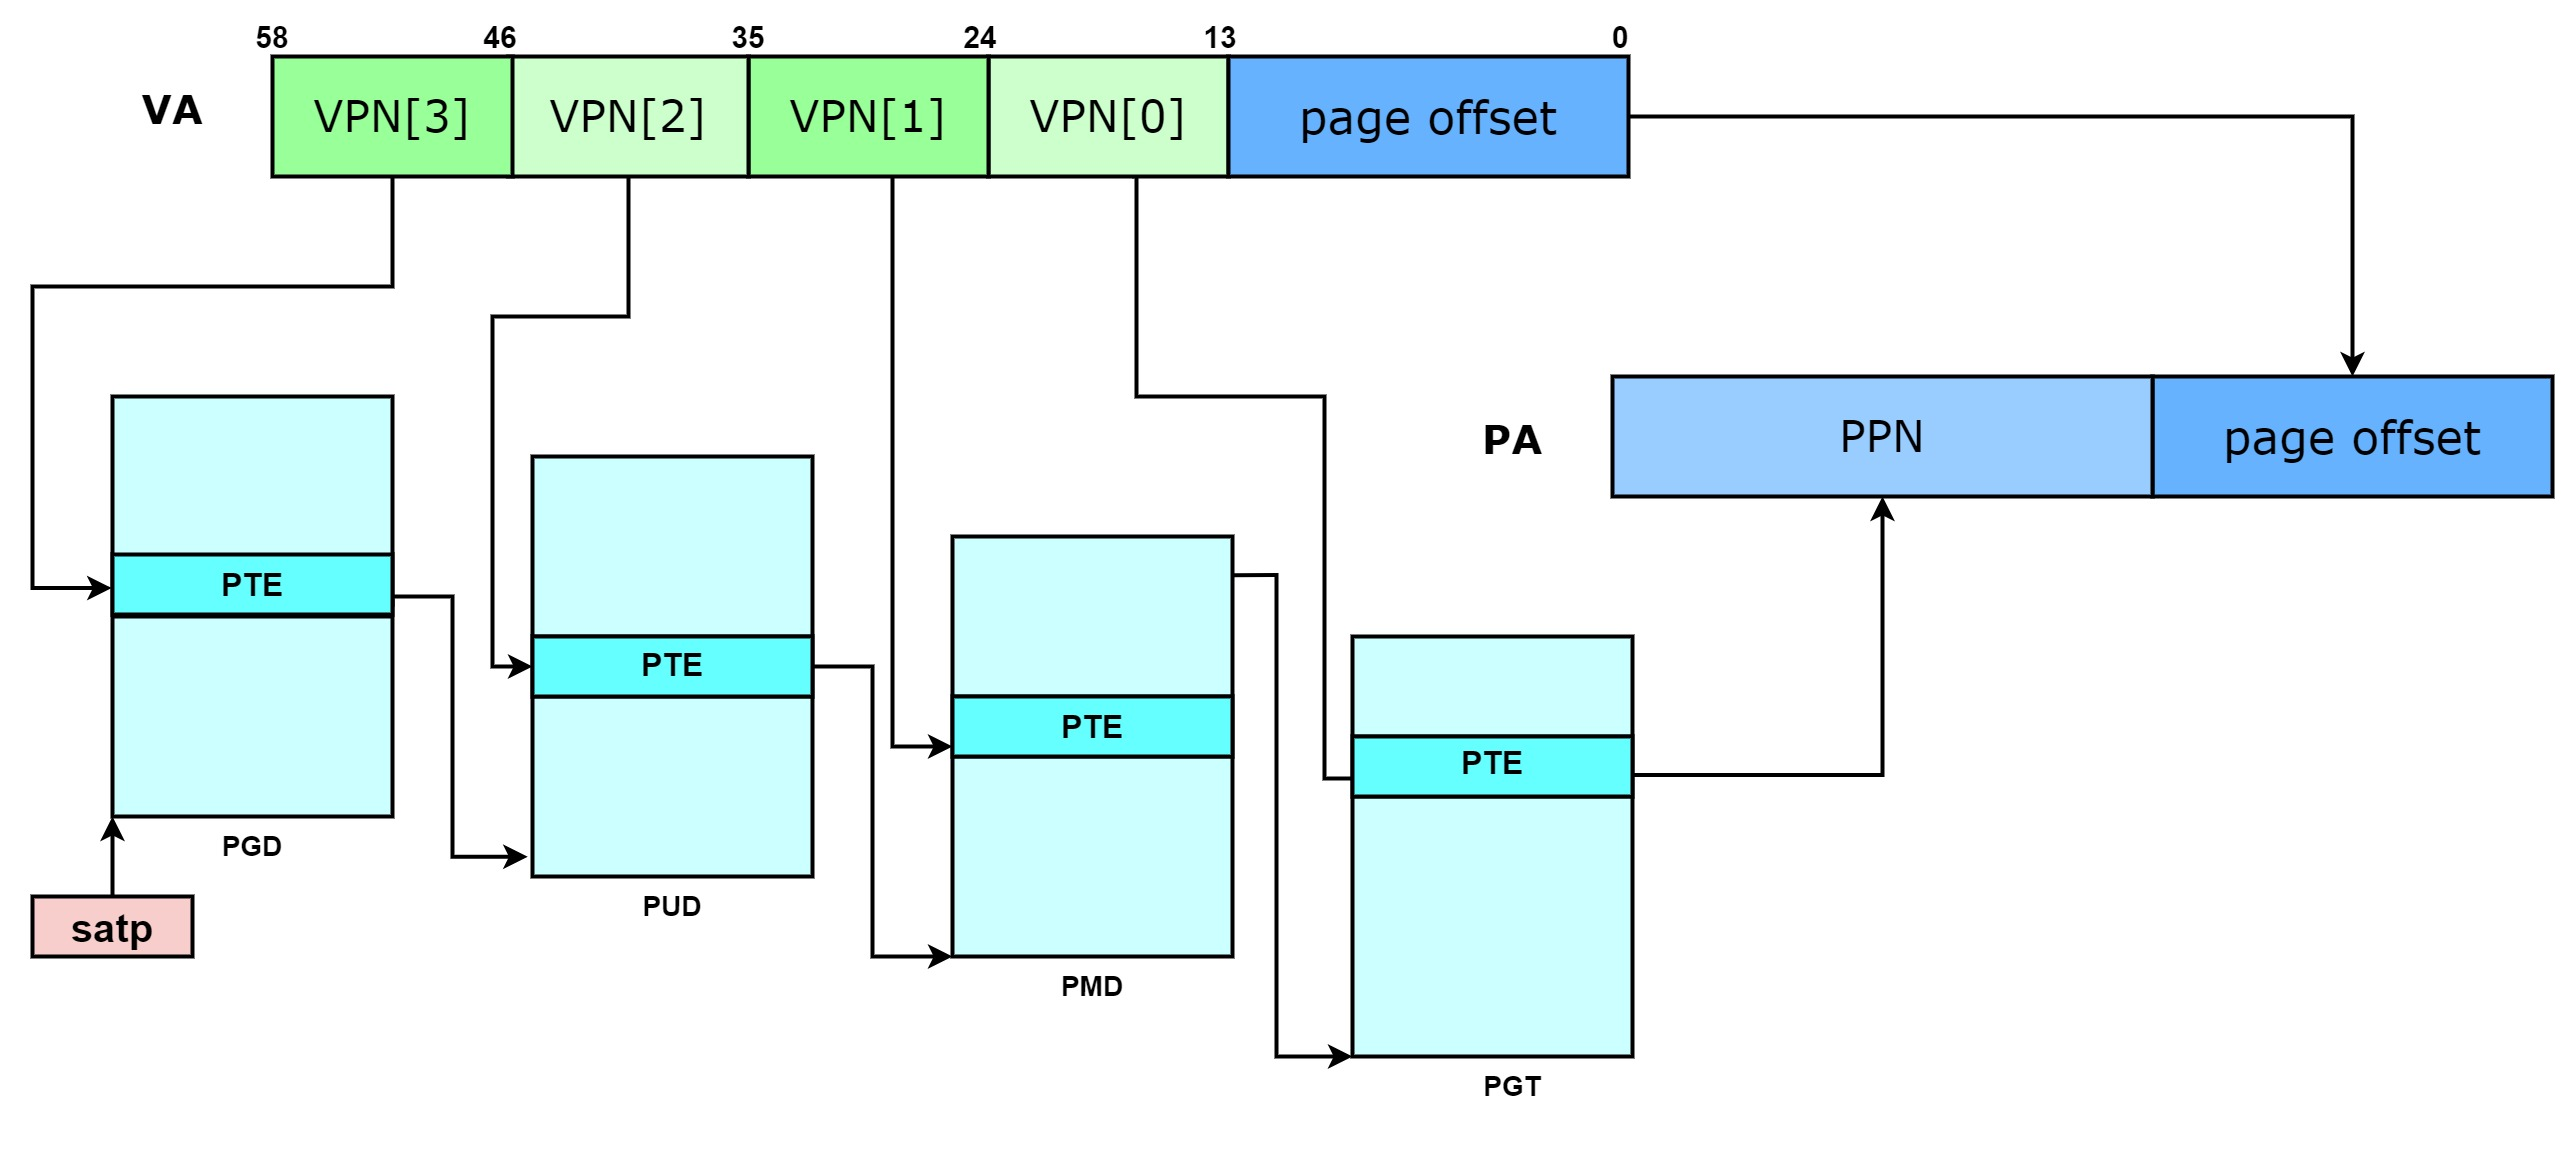 58 46 35 24 13 0
VA VPN[3] VPN[2] VPN[1] VPN[0] page offset
PA PPN page offset
PTE
PTE
PTE
PTE
PGD
PUD
satp
PMD
PGT